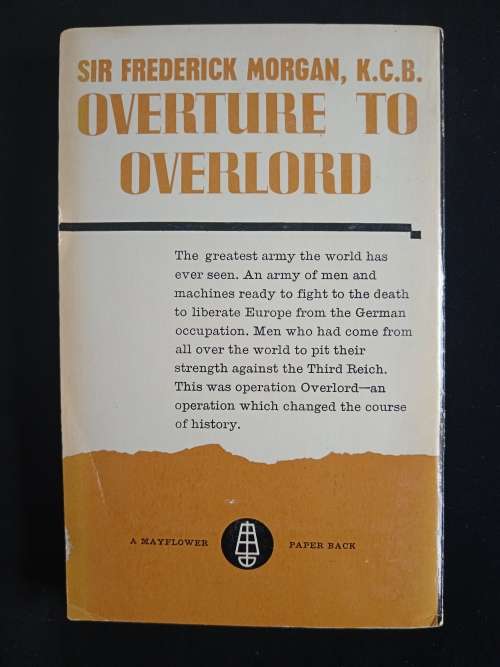 SIR FREDERICK MORGAN, K.C.B.
OVERTURE TO
OVERLORD
The greatest army the world has
ever seen. An army of men and
machines ready to fight to the death
to liberate Europe from the German
occupation. Men who had come from
all over the world to pit their
strength against the Third Reich.
This was operation Overlord—an
operation which changed the course
of history.
A MAYFLOWER PAPER BACK